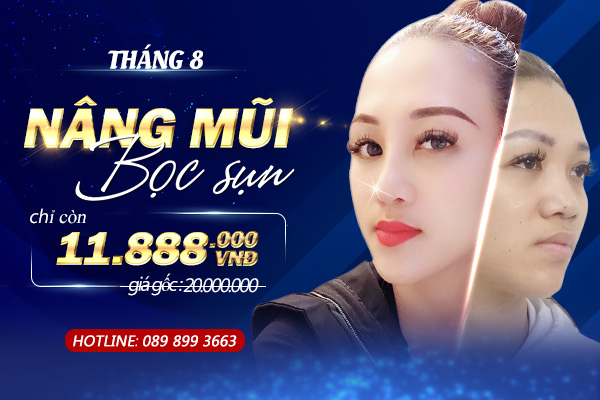 THÁNG 8
NÂNG MŨI
Bọc sụn
chỉ còn
11.888.000 VNĐ
giá gốc: 20.000.000
HOTLINE: 089 899 3663